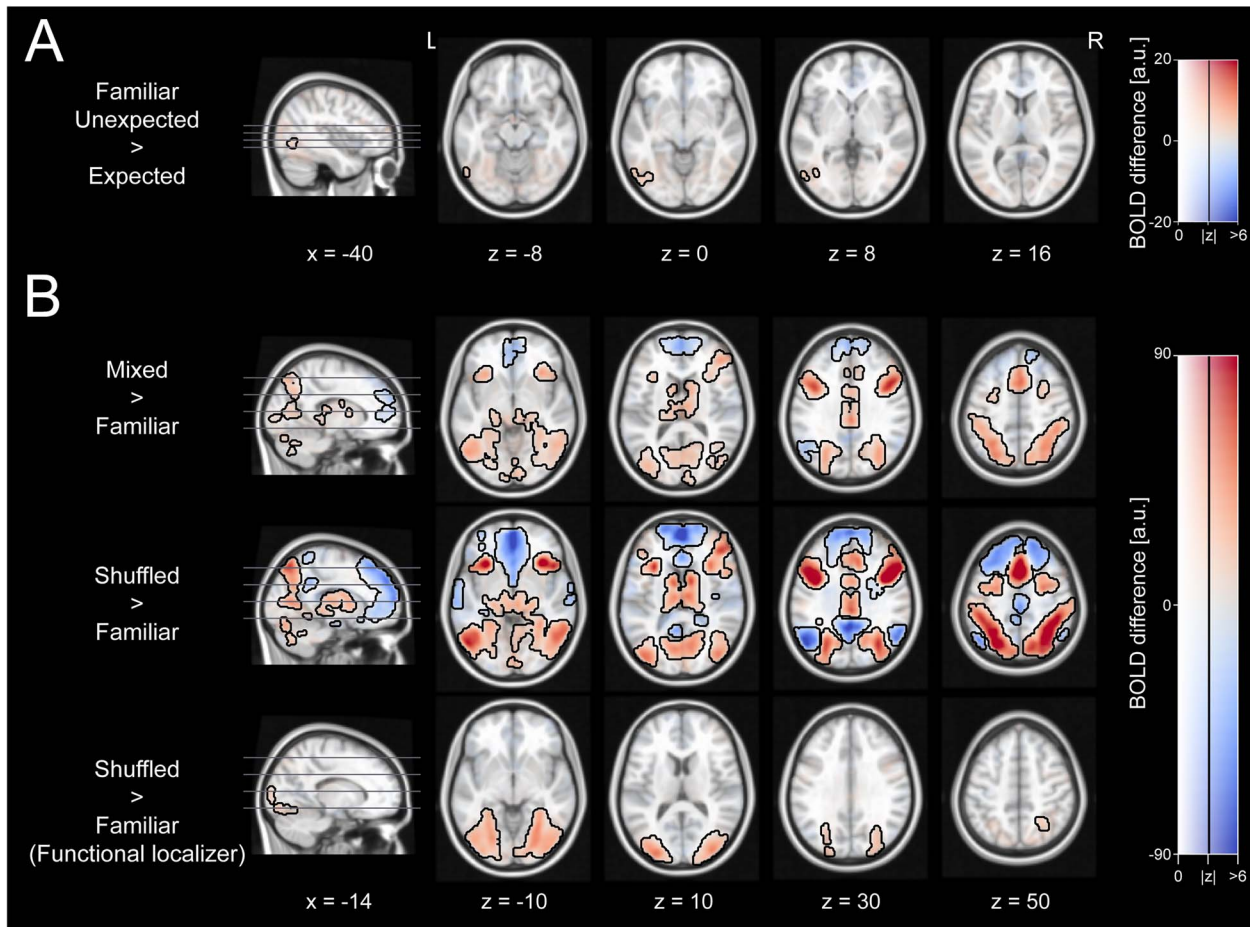 A
L
R
Familiar
Unexpected
>
Expected
x = -40
z = -8
z = 0
z = 8
z = 16
BOLD difference [a.u.]
20
0
-20
0
|z|
>6
B
Mixed
>
Familiar
Shuffled
>
Familiar
Shuffled
>
Familiar
(Functional localizer)
x = -14
z = -10
z = 10
z = 30
z = 50
BOLD difference [a.u.]
90
0
-90
0
|z|
>6